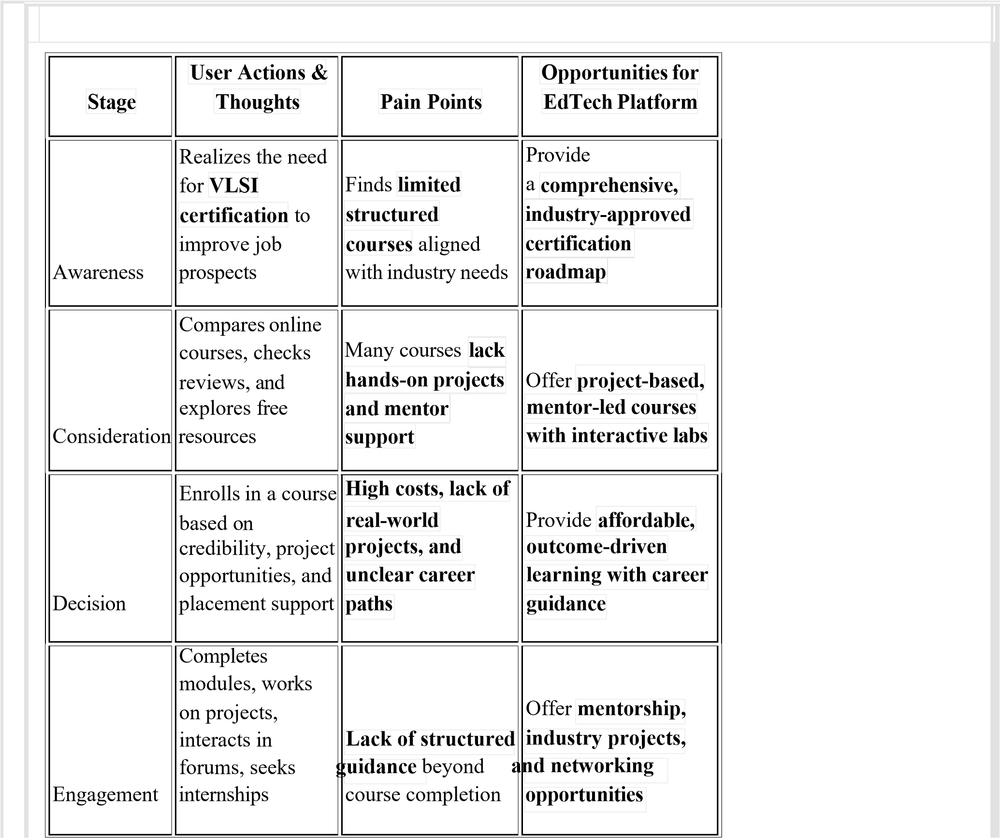 Stage
User Actions &
Thoughts
Pain Points
Opportunities for
EdTech Platform
Awareness
Realizes the need
for VLSI
certification to
improve job
prospects
Finds limited
structured
courses aligned
with industry needs
Provide
a comprehensive,
industry-approved
certification
roadmap
Consideration
Compares online
courses, checks
reviews, and
explores free
resources
Many courses lack
hands-on projects
and mentor
support
Offer project-based,
mentor-led courses
with interactive labs
Decision
Enrolls in a course
based on
credibility, project
opportunities, and
placement support
High costs, lack of
real-world
projects, and
unclear career
paths
Provide affordable,
outcome-driven
learning with career
guidance
Engagement
Completes
modules, works
on projects,
interacts in
forums, seeks
internships
Lack of structured
guidance beyond
course completion
Offer mentorship,
industry projects,
and networking
opportunities